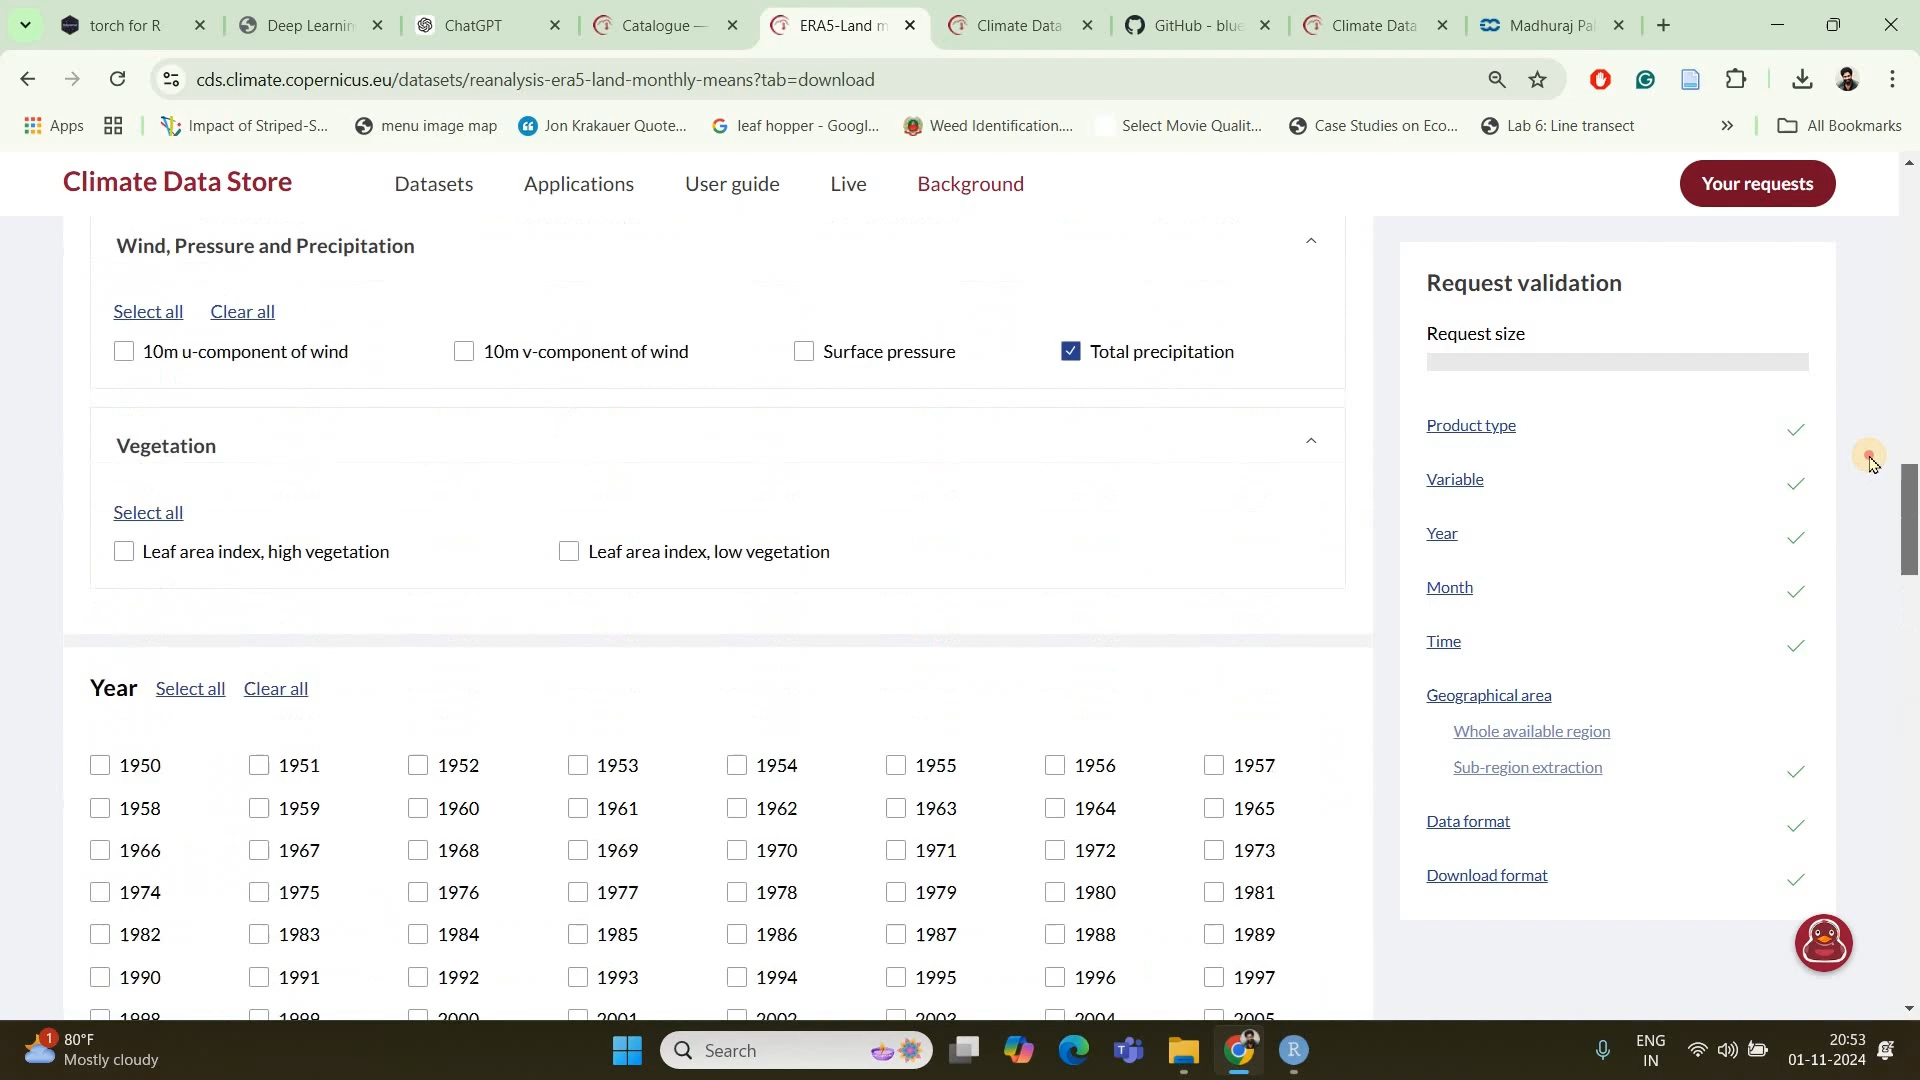 torch for R
Deep Learnin
ChatGPT
Catalogue —
ERA5-Land m
Climate Data
GitHub - blue
Climate Data
Madhuraj Pal
cds.climate.copernicus.eu/datasets/reanalysis-era5-land-monthly-means?tab=download
Apps
Impact of Striped-S...
menu image map
Jon Krakauer Quote...
leaf hopper - Googl...
Weed Identification....
Select Movie Qualit...
Case Studies on Eco...
Lab 6: Line transect
All Bookmarks
Climate Data Store
Datasets
Applications
User guide
Live
Background
Your requests
Wind, Pressure and Precipitation
Select all Clear all
10m u-component of wind
10m v-component of wind
Surface pressure
Total precipitation
Vegetation
Select all
Leaf area index, high vegetation
Leaf area index, low vegetation
Year Select all Clear all
1950 1951 1952 1953 1954 1955 1956 1957
1958 1959 1960 1961 1962 1963 1964 1965
1966 1967 1968 1969 1970 1971 1972 1973
1974 1975 1976 1977 1978 1979 1980 1981
1982 1983 1984 1985 1986 1987 1988 1989
1990 1991 1992 1993 1994 1995 1996 1997
1998 1999 2000 2001 2002 2003 2004 2005
Request validation
Request size
Product type
Variable
Year
Month
Time
Geographical area
Whole available region
Sub-region extraction
Data format
Download format
1
80°F
Mostly cloudy
Search
ENG
IN
20:53
01-11-2024